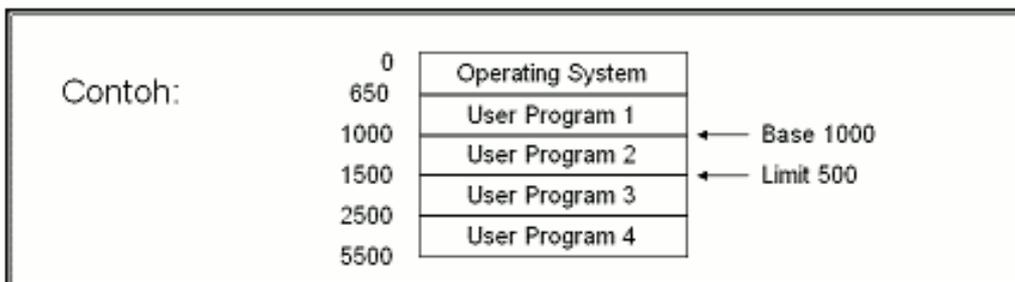 Contoh:
0
Operating System
650
User Program 1
1000
Base 1000
User Program 2
1500
Limit 500
User Program 3
2500
User Program 4
5500